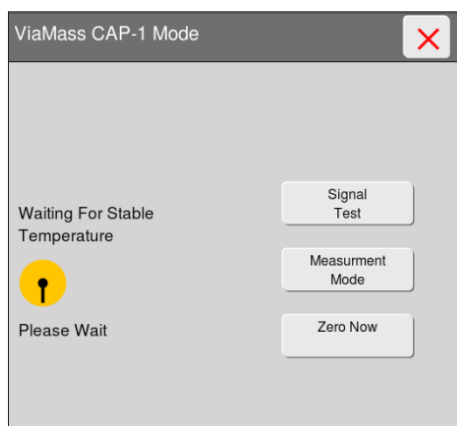 ViaMass CAP-1 Mode
Signal
Test
Waiting For Stable
Temperature
Measurment
Mode
Please Wait
Zero Now